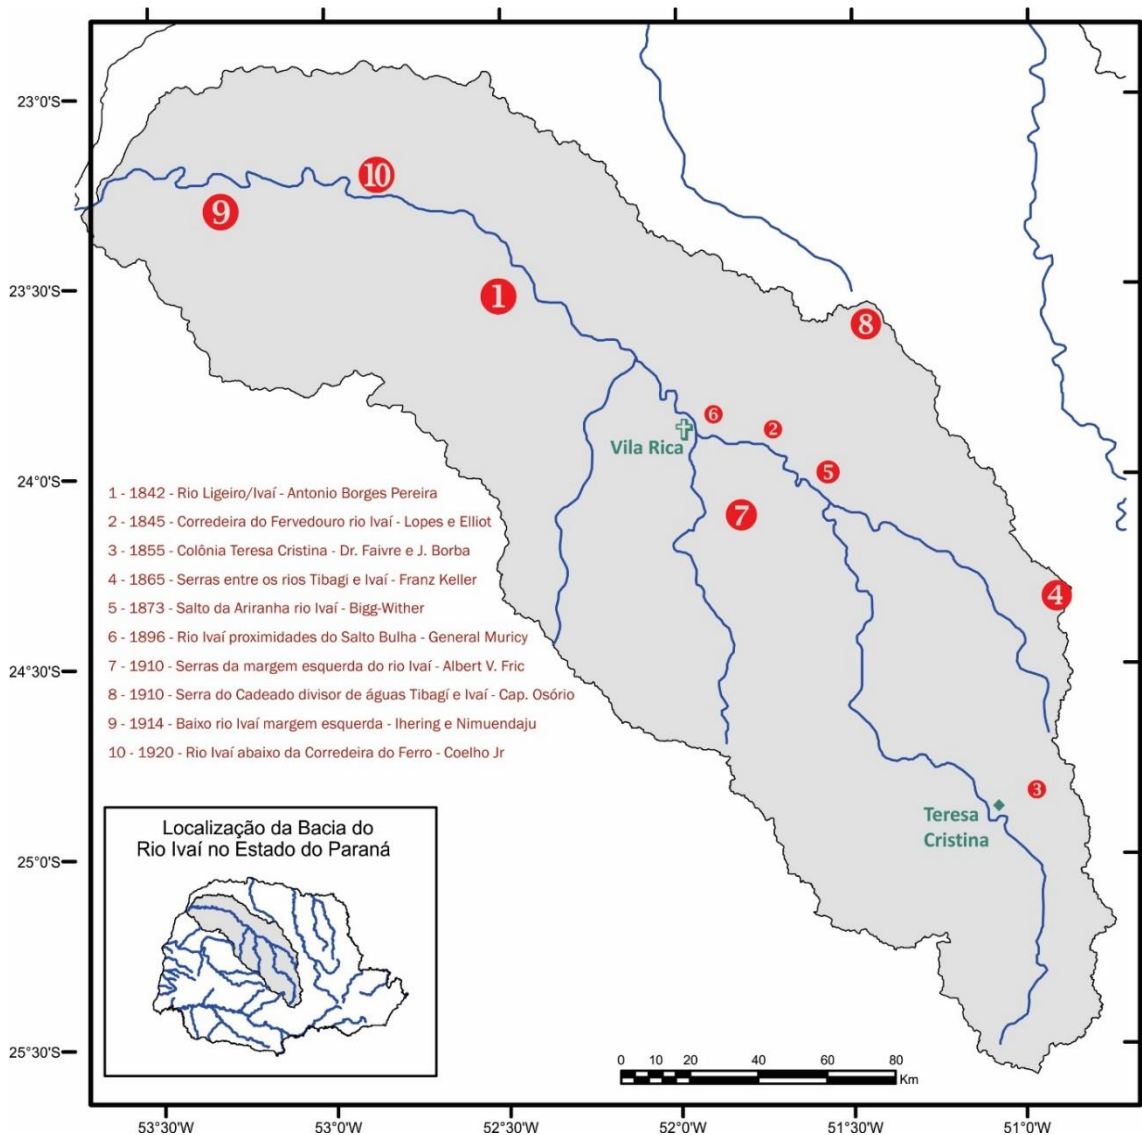 23°0'S
10
9
23°30'S
1
8
6
2
Vila Rica
5
24°0'S
7
1 - 1842 - Rio Ligeiro/Ivaí - Antonio Borges Pereira
2 - 1845 - Corredeira do Fervedouro rio Ivaí - Lopes e Elliot
3 - 1855 - Colônia Teresa Cristina - Dr. Faivre e J. Borba
4 - 1865 - Serras entre os rios Tibagi e Ivaí - Franz Keller
4
5 - 1873 - Salto da Ariranha rio Ivaí - Bigg-Wither
6 - 1896 - Rio Ivaí proximidades do Salto Bulha - General Muricy
7 - 1910 - Serras da margem esquerda do rio Ivaí - Albert V. Fric
24°30'S
8 - 1910 - Serra do Cadeado divisor de águas Tibagí e Ivaí - Cap. Osório
9 - 1914 - Baixo rio Ivaí margem esquerda - Ihering e Nimuendaju
10 - 1920 - Rio Ivaí abaixo da Corredeira do Ferro - Coelho Jr
3
Teresa
Cristina
Localização da Bacia do
Rio Ivaí no Estado do Paraná
25°0'S
25°30'S
0 10 20 40 60 80
Km
53°30'W 53°0'W 52°30'W 52°0'W 51°30'W 51°0'W